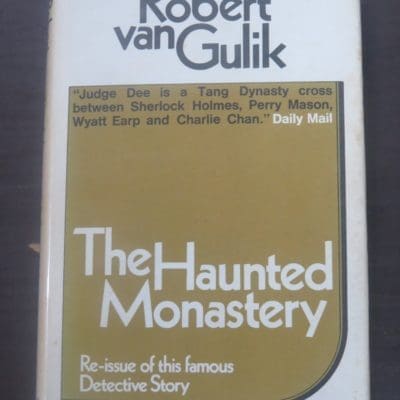 Robert
van Gulik
"Judge Dee is a Tang Dynasty cross
between Sherlock Holmes, Perry Mason,
Wyatt Earp and Charlie Chan." Daily Mail
The Haunted
Monastery
Re-issue of this famous
Detective Story